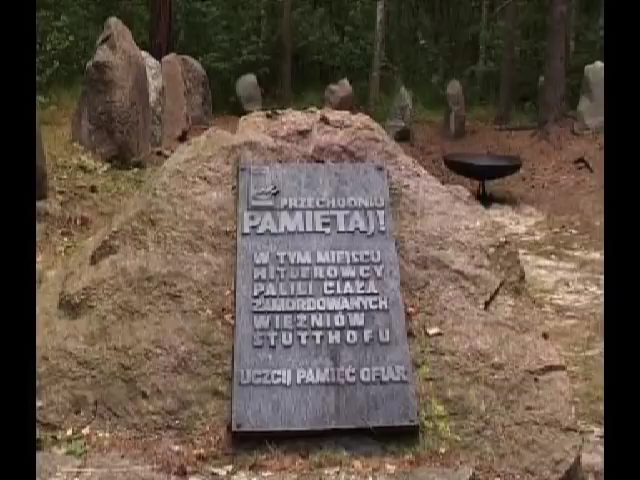 PRZECHODNIU
PAMIĘTAJ!
W TYM MIEJSCU
HITLEROWCY
PALILI CIAŁA
ZAMORDOWANYCH
WIĘŹNIÓW
STUTTHOFU
UCZCIJ PAMIĘĆ OFIAR